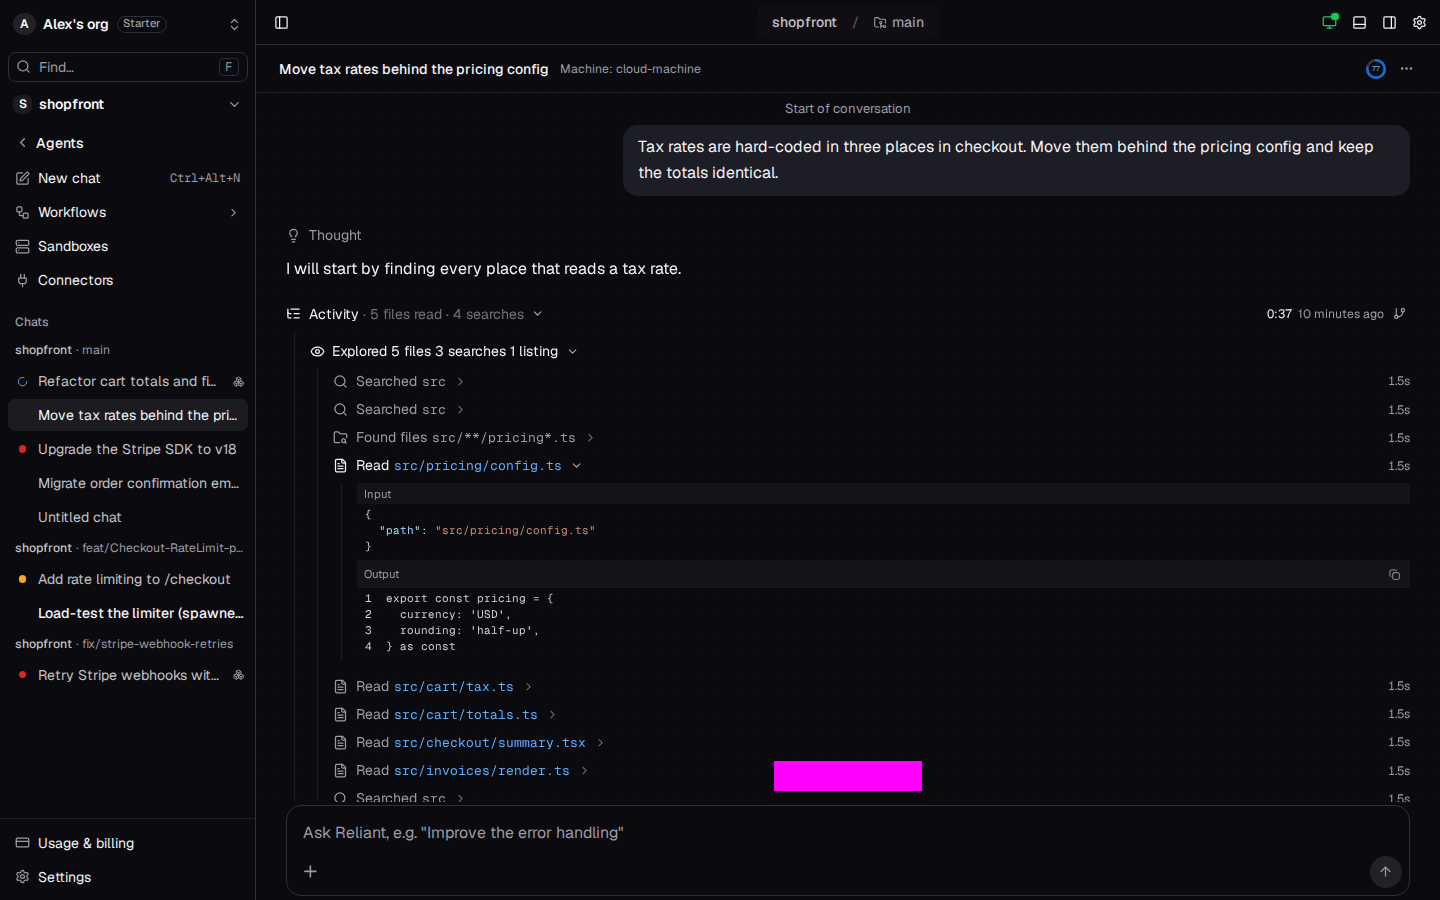 A Alex's org Starter
Find... F
S shopfront
Agents
New chat Ctrl+Alt+N
Workflows
Sandboxes
Connectors
Chats
shopfront · main
Refactor cart totals and fi...
Move tax rates behind the pri...
Upgrade the Stripe SDK to v18
Migrate order confirmation em...
Untitled chat
shopfront · feat/Checkout-RateLimit-p...
Add rate limiting to /checkout
Load-test the limiter (spawne...
shopfront · fix/stripe-webhook-retries
Retry Stripe webhooks wit...
Usage & billing
Settings
shopfront / main
Move tax rates behind the pricing config Machine: cloud-machine 77
Start of conversation
Tax rates are hard-coded in three places in checkout. Move them behind the pricing config and keep
the totals identical.
Thought
I will start by finding every place that reads a tax rate.
Activity · 5 files read · 4 searches 0:37 10 minutes ago
Explored 5 files 3 searches 1 listing
Searched src 1.5s
Searched src 1.5s
Found files src/**/pricing*.ts 1.5s
Read src/pricing/config.ts 1.5s
Input
{
"path": "src/pricing/config.ts"
}
Output
1 export const pricing = {
2 currency: 'USD',
3 rounding: 'half-up',
4 } as const
Read src/cart/tax.ts 1.5s
Read src/cart/totals.ts 1.5s
Read src/checkout/summary.tsx 1.5s
Read src/invoices/render.ts 1.5s
Searched src 1.5s
Ask Reliant, e.g. "Improve the error handling"